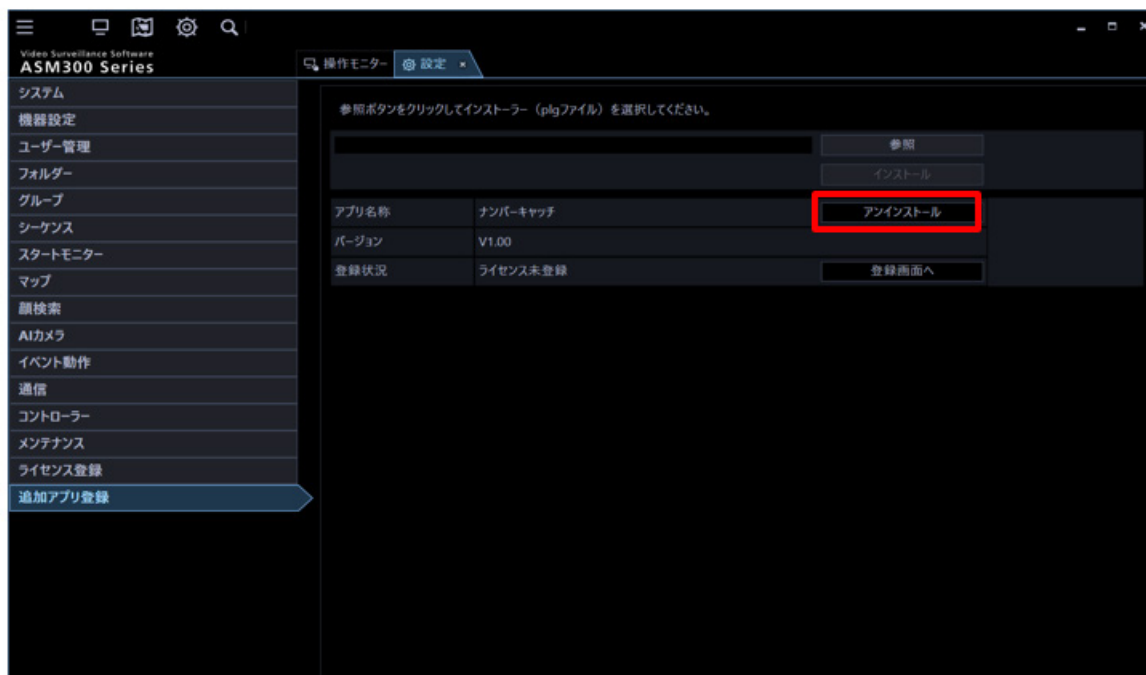 Video Surveillance Software
ASM300 Series
操作モニター
設定 ×
システム
機器設定
ユーザー管理
フォルダー
グループ
シーケンス
スタートモニター
マップ
顔検索
AIカメラ
イベント動作
通信
コントローラー
メンテナンス
ライセンス登録
追加アプリ登録
参照ボタンをクリックしてインストーラー（plgファイル）を選択してください。
参照
インストール
アプリ名称 ナンバーキャッチ アンインストール
バージョン V1.00
登録状況 ライセンス未登録 登録画面へ